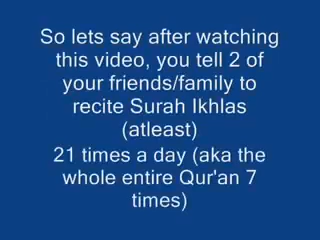 So lets say after watching
this video, you tell 2 of
your friends/family to
recite Surah Ikhlas
(atleast)
21 times a day (aka the
whole entire Qur'an 7
times)